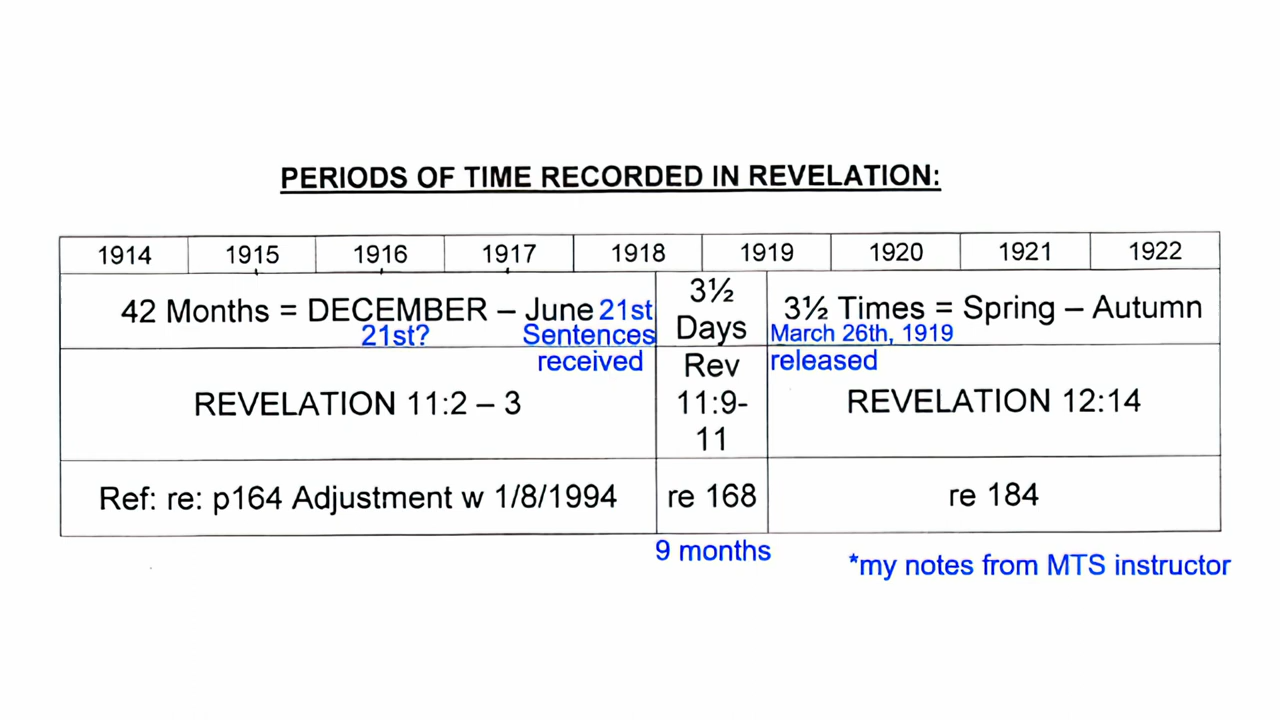 PERIODS OF TIME RECORDED IN REVELATION:
1914 1915 1916 1917 1918 1919 1920 1921 1922
42 Months = DECEMBER – June 21st
21st?
Sentences
received
3½
Days
3½ Times = Spring – Autumn
March 26th, 1919
released
REVELATION 11:2 – 3
Rev
11:9-
11
REVELATION 12:14
Ref: re: p164 Adjustment w 1/8/1994
re 168
re 184
9 months
*my notes from MTS instructor